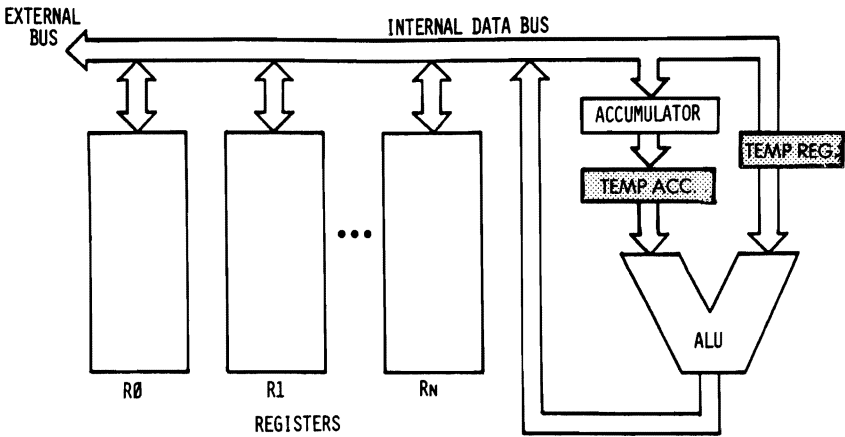 EXTERNAL
BUS
INTERNAL DATA BUS
ACCUMULATOR
TEMP REG.
TEMP ACC.
ALU
RØ
R1
RN
REGISTERS